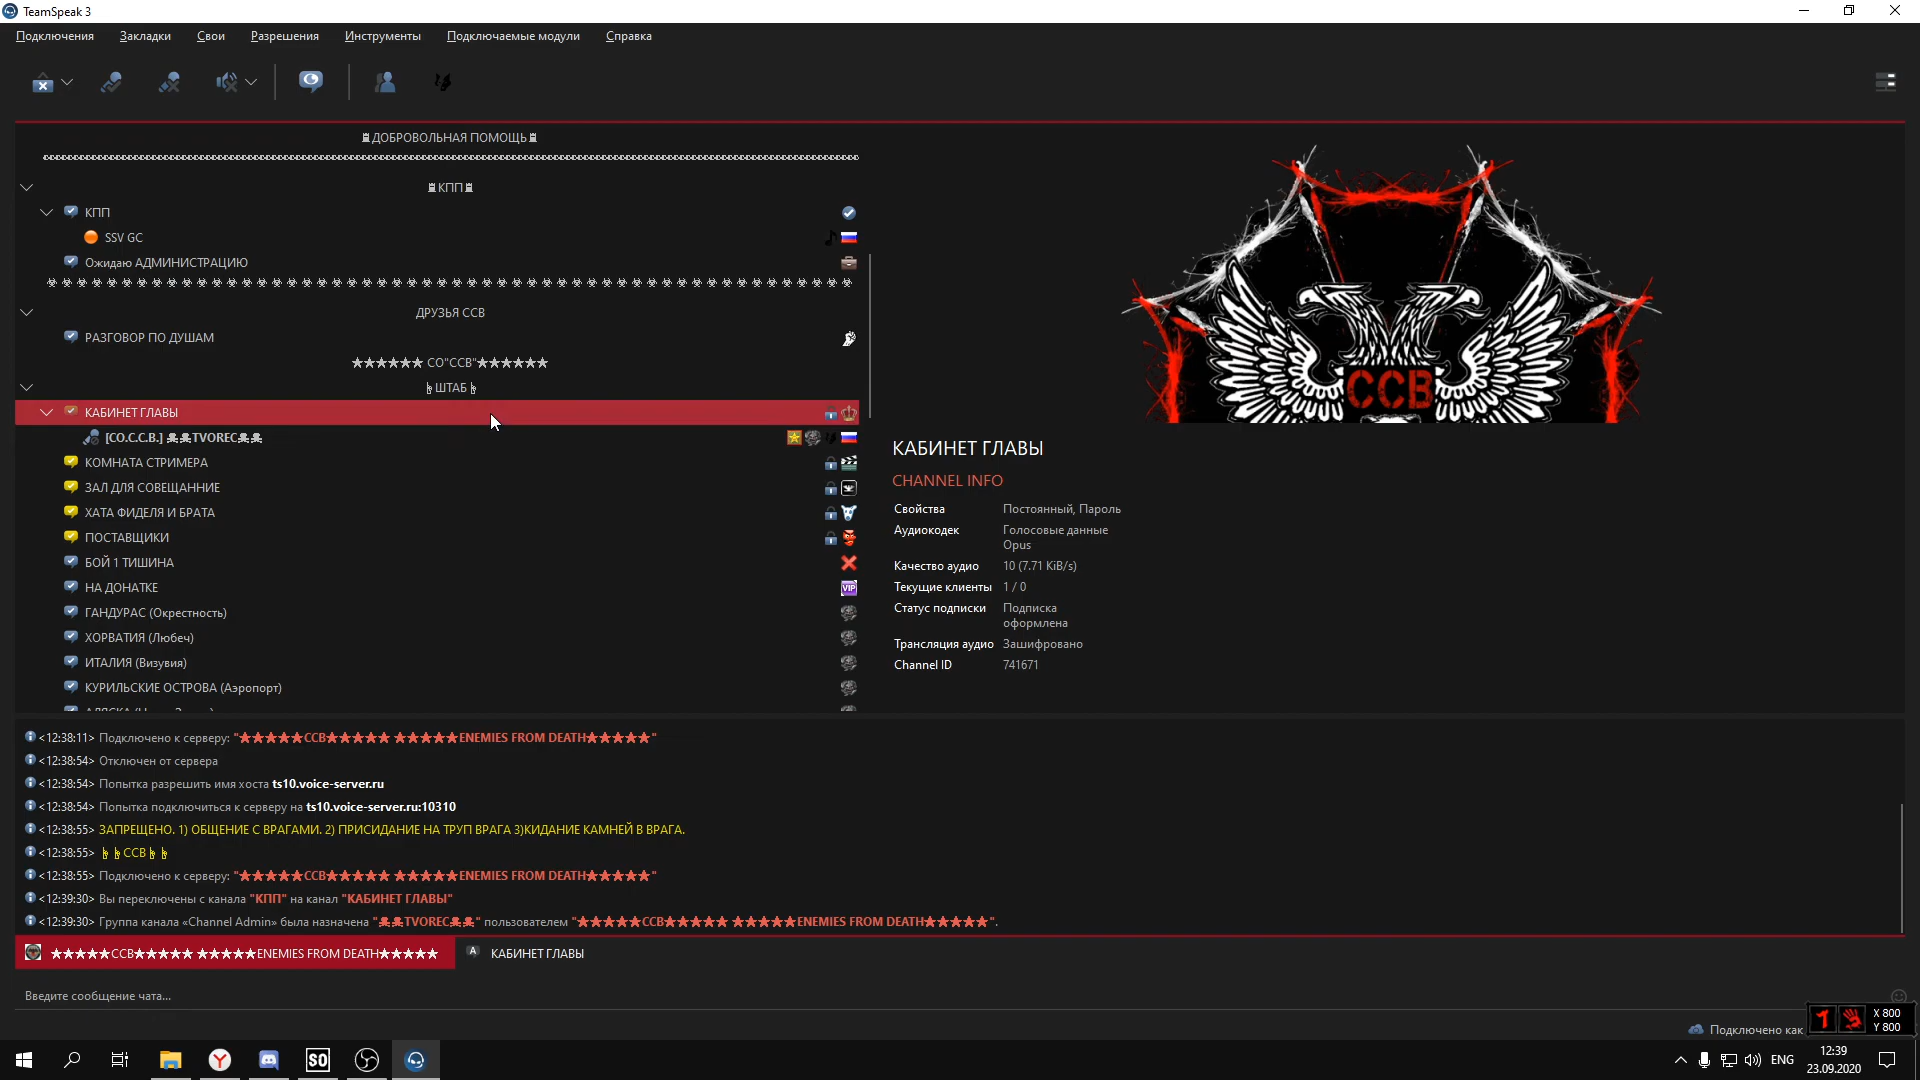 TeamSpeak 3
Подключения Закладки Свои Разрешения Инструменты Подключаемые модули Справка
ДОБРОВОЛЬНАЯ ПОМОЩЬ
КПП
КПП
SSV GC
Ожидаю АДМИНИСТРАЦИЮ
ДРУЗЬЯ ССВ
РАЗГОВОР ПО ДУШАМ
★★★★★★ СО"ССВ"★★★★★★
ШТАБ
КАБИНЕТ ГЛАВЫ
[CO.C.C.B.] ☠☠TVOREC☠☠
КОМНАТА СТРИМЕРА
ЗАЛ ДЛЯ СОВЕЩАННИЕ
ХАТА ФИДЕЛЯ И БРАТА
ПОСТАВЩИКИ
БОЙ 1 ТИШИНА
НА ДОНАТКЕ
VIP
ГАНДУРАС (Окрестность)
ХОРВАТИЯ (Любеч)
ИТАЛИЯ (Визувия)
КУРИЛЬСКИЕ ОСТРОВА (Аэропорт)
ССВ
КАБИНЕТ ГЛАВЫ
CHANNEL INFO
Свойства Постоянный, Пароль
Аудиокодек Голосовые данные
Opus
Качество аудио 10 (7.71 KiB/s)
Текущие клиенты 1 / 0
Статус подписки Подписка
оформлена
Трансляция аудио Зашифровано
Channel ID 741671
<12:38:11> Подключено к серверу: "★★★★★ССВ★★★★★ ★★★★★ENEMIES FROM DEATH★★★★★"
<12:38:54> Отключен от сервера
<12:38:54> Попытка разрешить имя хоста ts10.voice-server.ru
<12:38:54> Попытка подключиться к серверу на ts10.voice-server.ru:10310
<12:38:55> ЗАПРЕЩЕНО. 1) ОБЩЕНИЕ С ВРАГАМИ. 2) ПРИСИДАНИЕ НА ТРУП ВРАГА 3)КИДАНИЕ КАМНЕЙ В ВРАГА.
<12:38:55> ССВ
<12:38:55> Подключено к серверу: "★★★★★ССВ★★★★★ ★★★★★ENEMIES FROM DEATH★★★★★"
<12:39:30> Вы переключены с канала "КПП" на канал "КАБИНЕТ ГЛАВЫ"
<12:39:30> Группа канала «Channel Admin» была назначена "☠☠TVOREC☠☠" пользователем "★★★★★ССВ★★★★★ ★★★★★ENEMIES FROM DEATH★★★★★".
★★★★★ССВ★★★★★ ★★★★★ENEMIES FROM DEATH★★★★★ A КАБИНЕТ ГЛАВЫ
Введите сообщение чата...
Подключено как
X 800
Y 800
SO
ENG
12:39
23.09.2020